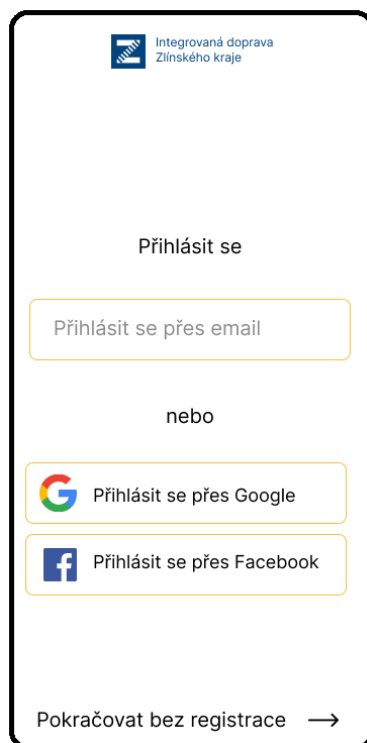 Integrovaná doprava
Zlínského kraje
Přihlásit se
Přihlásit se přes email
nebo
Přihlásit se přes Google
Přihlásit se přes Facebook
Pokračovat bez registrace